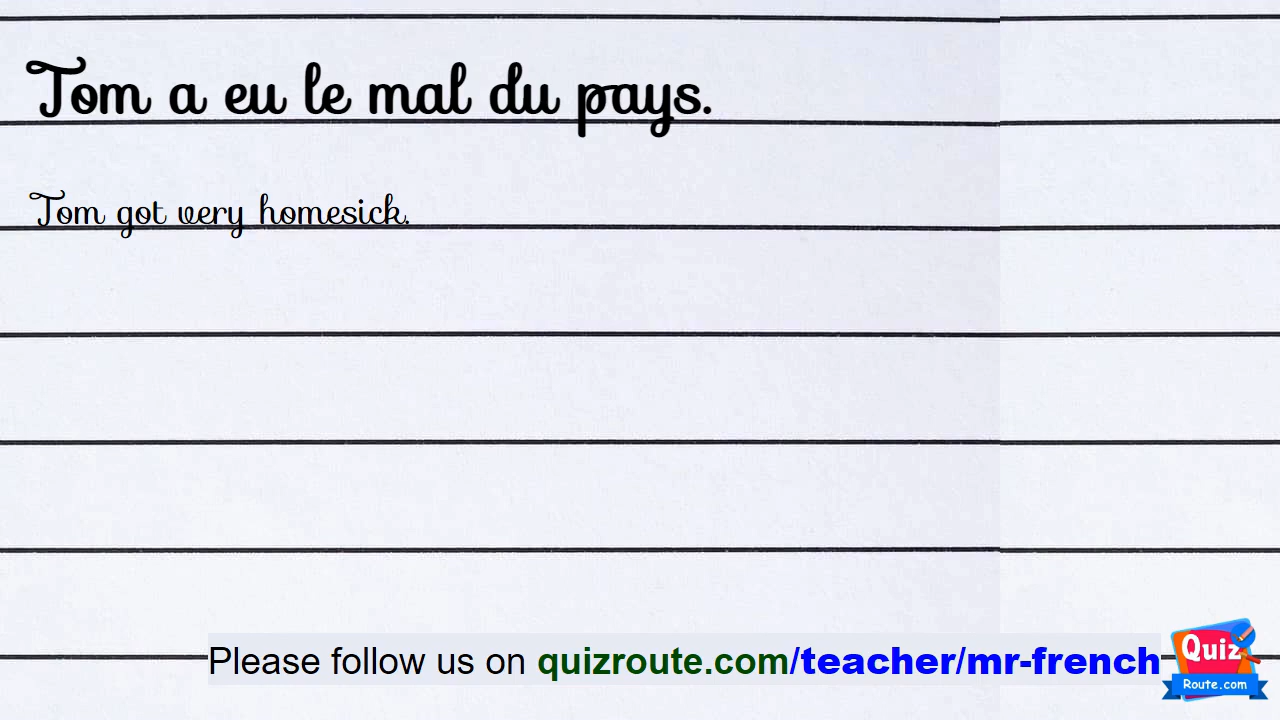 Tom a eu le mal du pays.
Tom got very homesick.
Please follow us on quizroute.com/teacher/mr-french
Quiz
Route.com